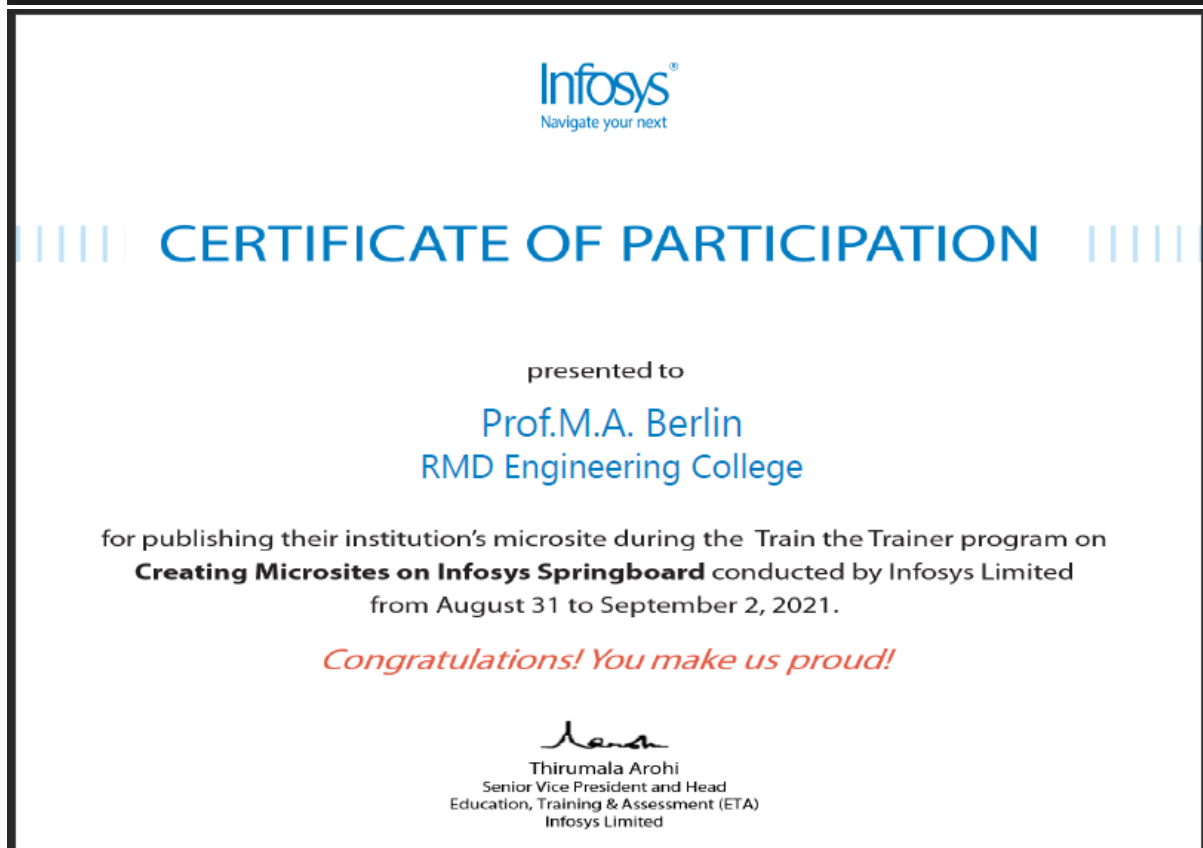 Infosys®
Navigate your next
CERTIFICATE OF PARTICIPATION
presented to
Prof.M.A. Berlin
RMD Engineering College
for publishing their institution's microsite during the Train the Trainer program on
Creating Microsites on Infosys Springboard conducted by Infosys Limited
from August 31 to September 2, 2021.
Congratulations! You make us proud!
Thirumala Arohi
Senior Vice President and Head
Education, Training & Assessment (ETA)
Infosys Limited